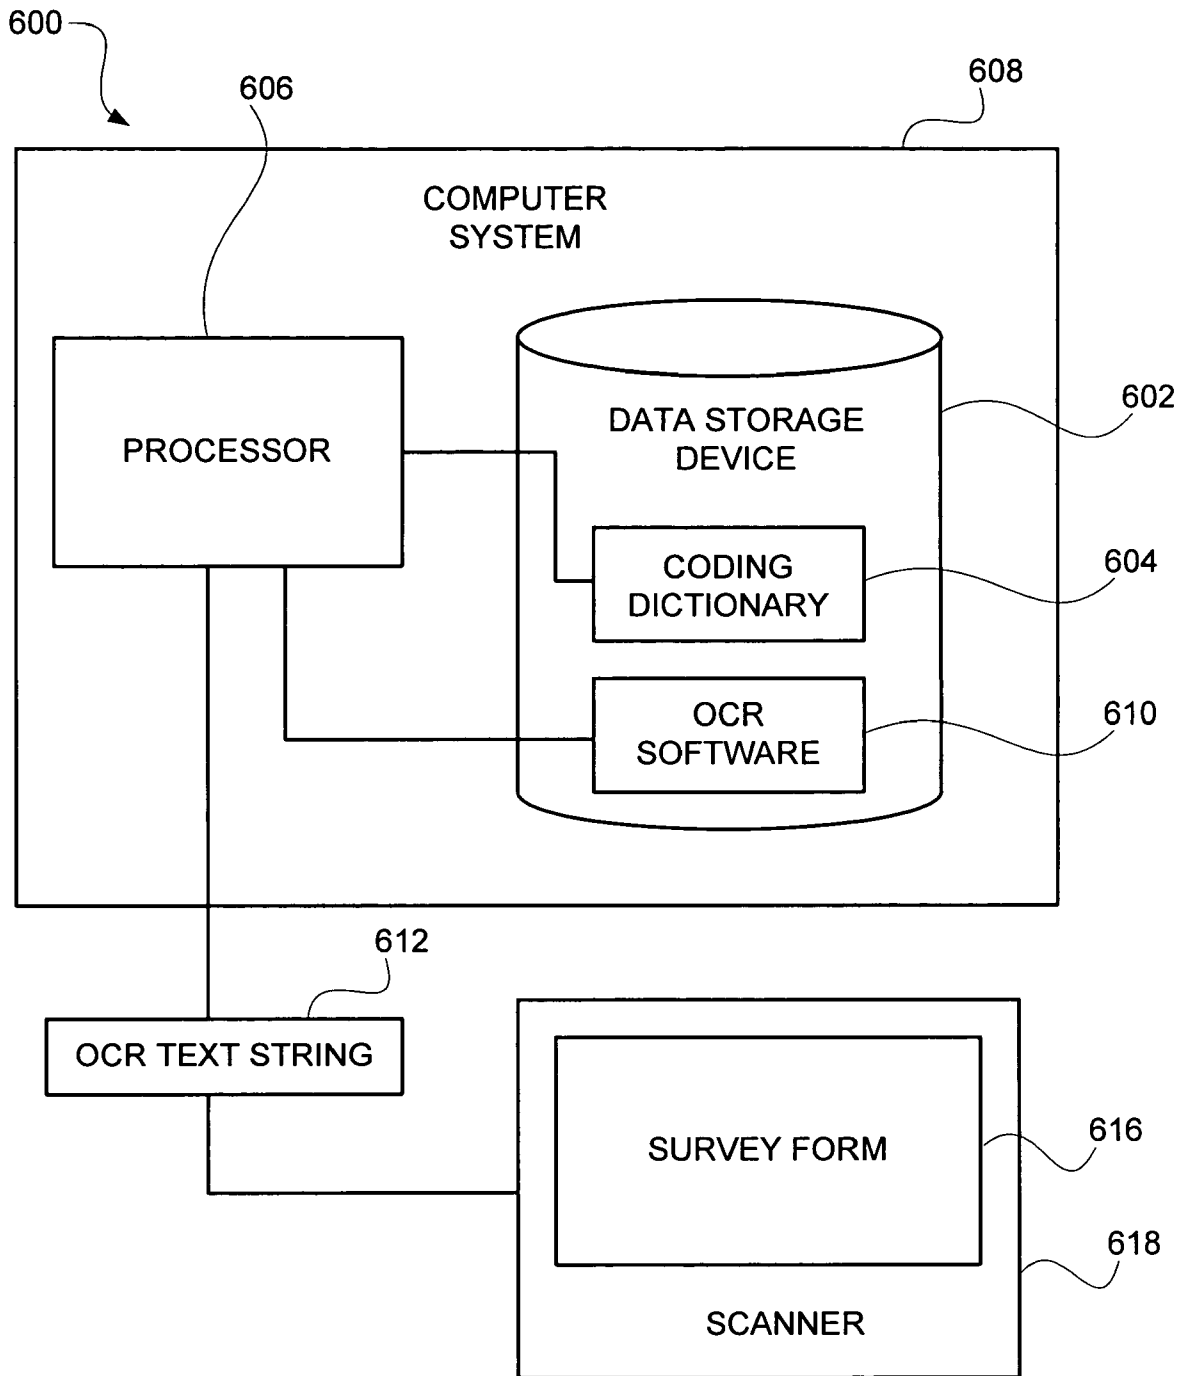 600
606
608
COMPUTER
SYSTEM
PROCESSOR
DATA STORAGE
DEVICE
602
CODING
DICTIONARY
604
OCR
SOFTWARE
610
612
OCR TEXT STRING
SURVEY FORM
616
618
SCANNER